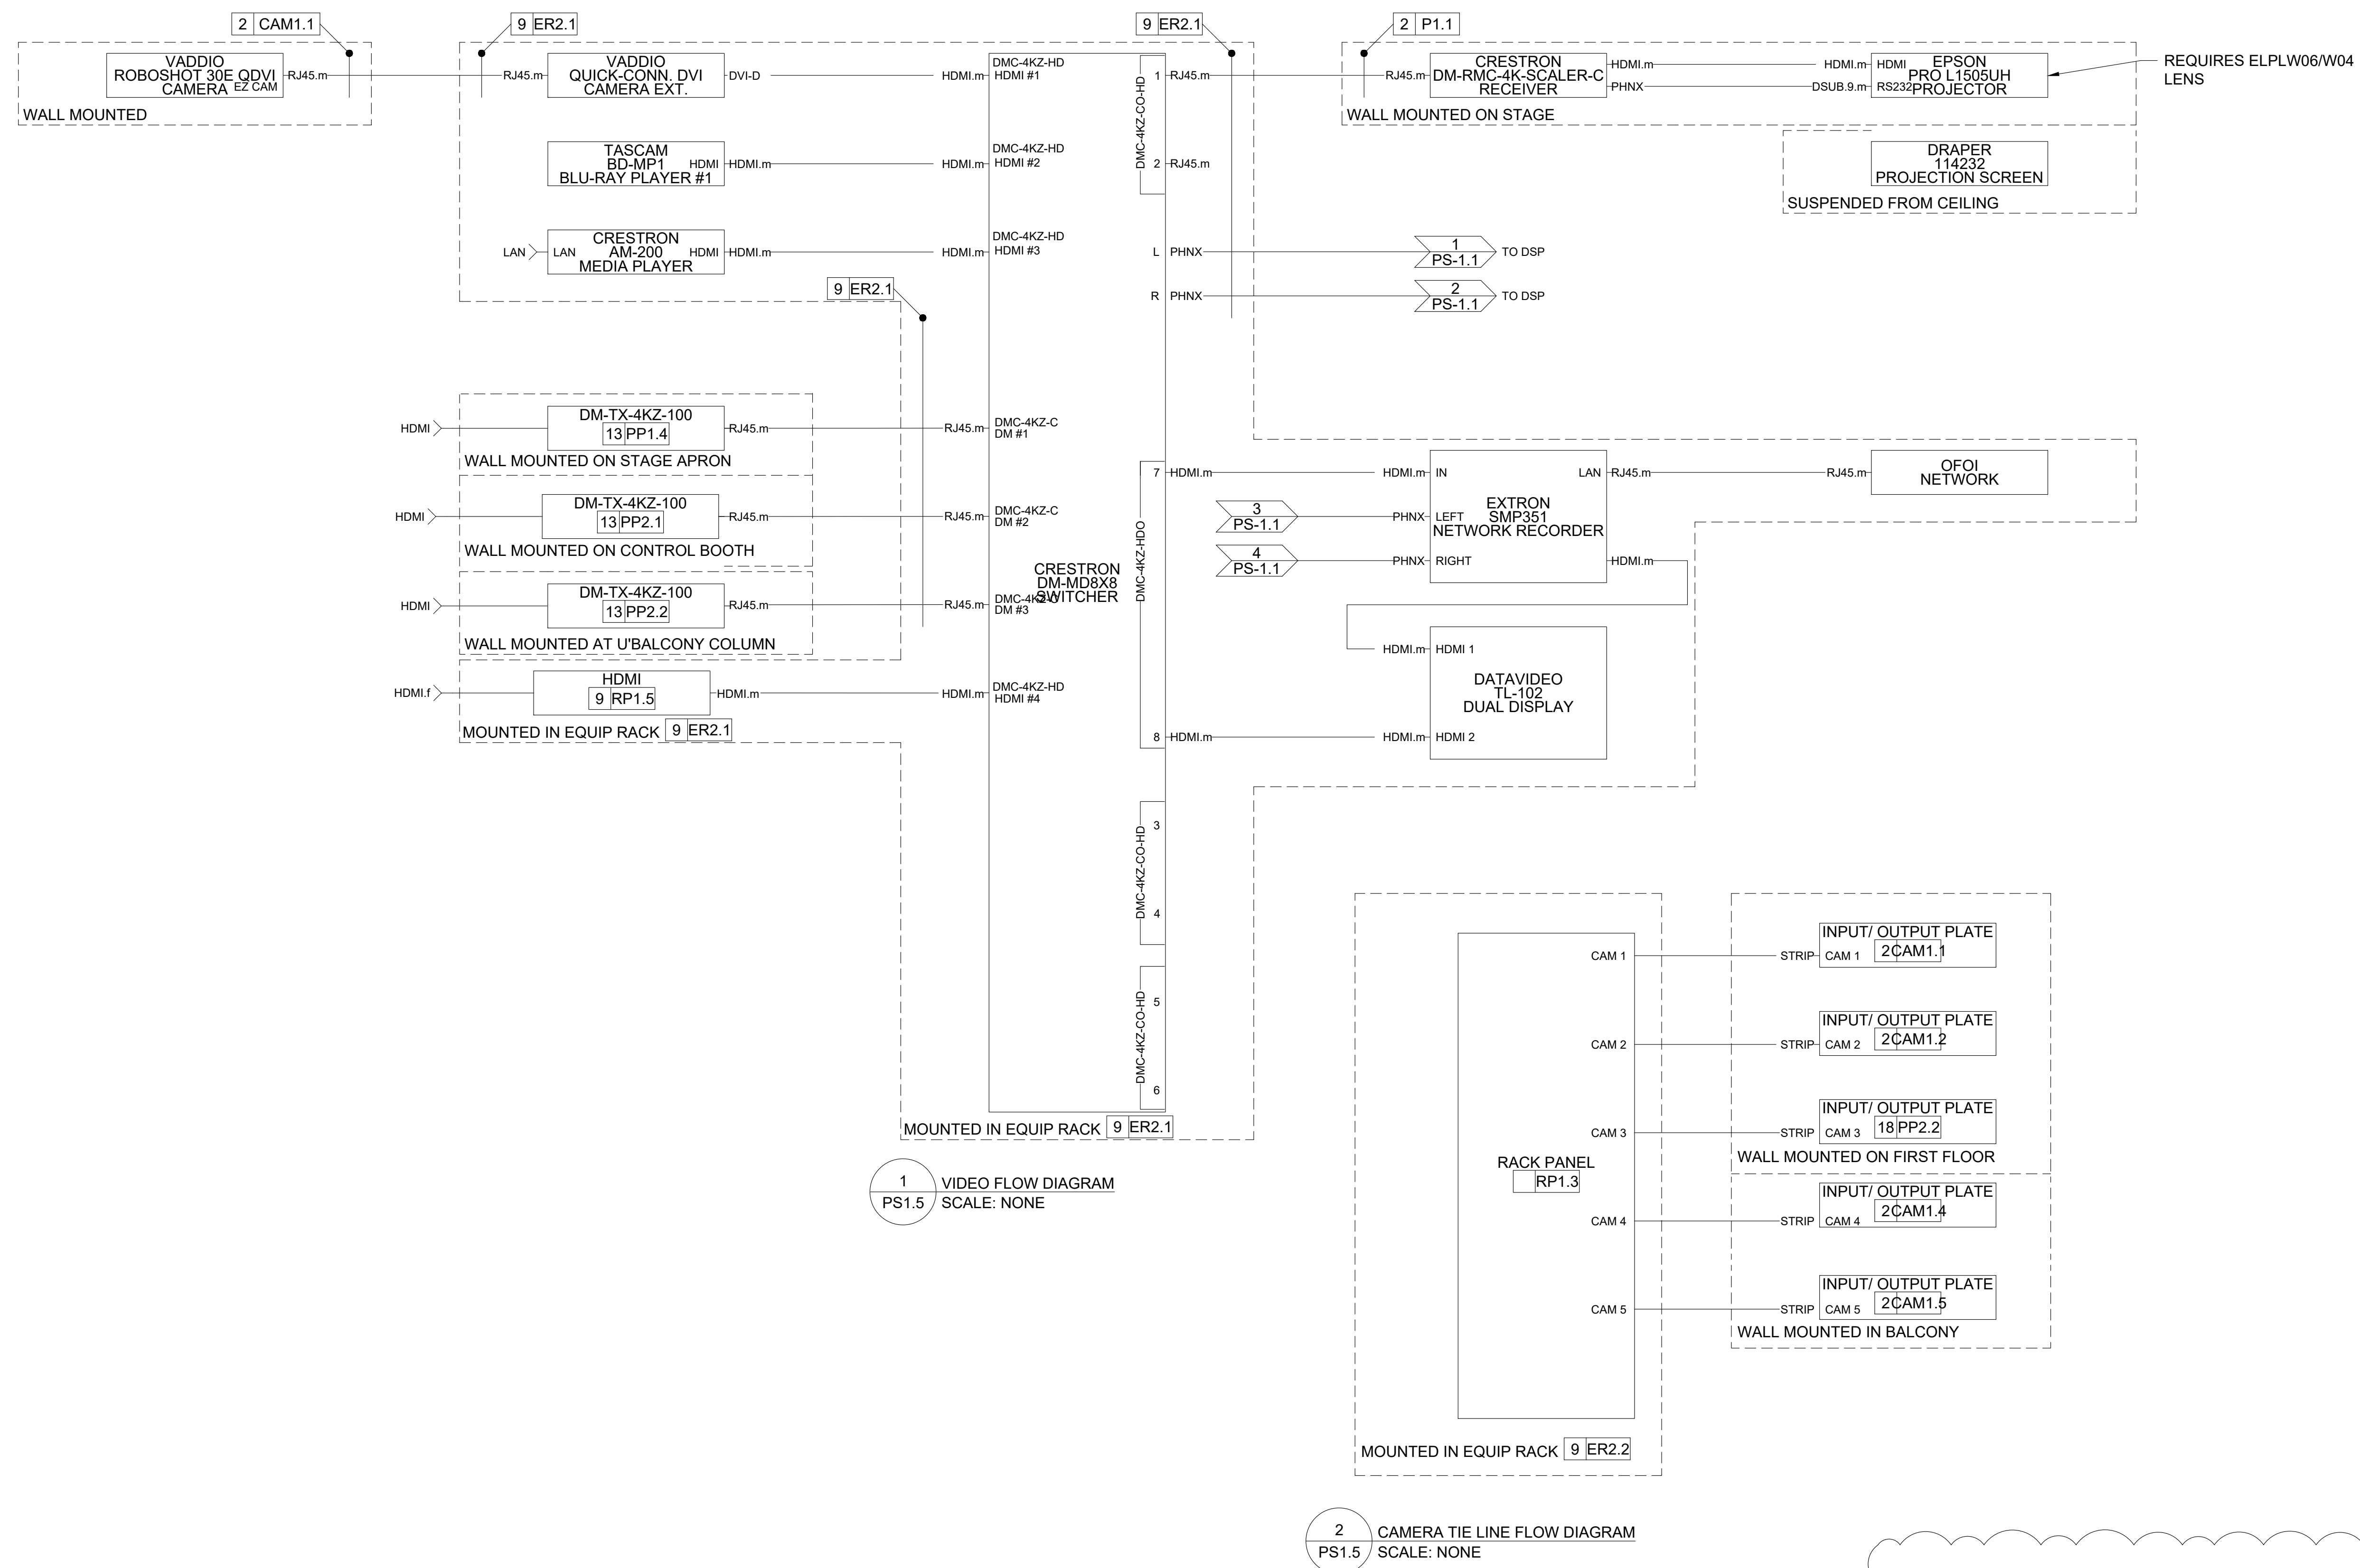 2 CAM1.1
VADDIO
ROBOSHOT 30E QDVI
CAMERA EZ CAM
RJ45.m
WALL MOUNTED
9 ER2.1
RJ45.m
VADDIO
QUICK-CONN. DVI
CAMERA EXT.
DVI-D
HDMI.m
DMC-4KZ-HD
HDMI #1
TASCAM
BD-MP1
BLU-RAY PLAYER #1
HDMI
HDMI.m
HDMI.m
DMC-4KZ-HD
HDMI #2
LAN
LAN
CRESTRON
AM-200
MEDIA PLAYER
HDMI
HDMI.m
HDMI.m
DMC-4KZ-HD
HDMI #3
9 ER2.1
HDMI
DM-TX-4KZ-100
13 PP1.4
RJ45.m
RJ45.m
DMC-4KZ-C
DM #1
WALL MOUNTED ON STAGE APRON
HDMI
DM-TX-4KZ-100
13 PP2.1
RJ45.m
RJ45.m
DMC-4KZ-C
DM #2
WALL MOUNTED ON CONTROL BOOTH
HDMI
DM-TX-4KZ-100
13 PP2.2
RJ45.m
RJ45.m
DMC-4KZ-C
DM #3
WALL MOUNTED AT U'BALCONY COLUMN
HDMI.f
HDMI
9 RP1.5
HDMI.m
HDMI.m
DMC-4KZ-HD
HDMI #4
MOUNTED IN EQUIP RACK 9 ER2.1
CRESTRON
DM-MD8X8
SWITCHER
9 ER2.1
DMC-4KZ-CO-HD
1 RJ45.m
2 RJ45.m
L PHNX
1
PS-1.1
TO DSP
R PHNX
2
PS-1.1
TO DSP
2 P1.1
RJ45.m
CRESTRON
DM-RMC-4K-SCALER-C
RECEIVER
HDMI.m
PHNX
HDMI.m
DSUB.9.m
HDMI
RS232
EPSON
PRO L1505UH
PROJECTOR
REQUIRES ELPLW06/W04
LENS
WALL MOUNTED ON STAGE
DRAPER
114232
PROJECTION SCREEN
SUSPENDED FROM CEILING
DMC-4KZ-HDO
7 HDMI.m
HDMI.m IN
3
PS-1.1
PHNX LEFT
4
PS-1.1
PHNX RIGHT
EXTRON
SMP351
NETWORK RECORDER
LAN RJ45.m
HDMI.m
RJ45.m
OFOI
NETWORK
HDMI.m HDMI 1
DATAVIDEO
TL-102
DUAL DISPLAY
8 HDMI.m
HDMI.m HDMI 2
DMC-4KZ-CO-HD
3
4
DMC-4KZ-CO-HD
5
6
MOUNTED IN EQUIP RACK 9 ER2.1
1
PS1.5
VIDEO FLOW DIAGRAM
SCALE: NONE
RACK PANEL
RP1.3
CAM 1
CAM 2
CAM 3
CAM 4
CAM 5
MOUNTED IN EQUIP RACK 9 ER2.2
INPUT/ OUTPUT PLATE
STRIP CAM 1 2 CAM1.1
INPUT/ OUTPUT PLATE
STRIP CAM 2 2 CAM1.2
INPUT/ OUTPUT PLATE
STRIP CAM 3 18 PP2.2
WALL MOUNTED ON FIRST FLOOR
INPUT/ OUTPUT PLATE
STRIP CAM 4 2 CAM1.4
INPUT/ OUTPUT PLATE
STRIP CAM 5 2 CAM1.5
WALL MOUNTED IN BALCONY
2
PS1.5
CAMERA TIE LINE FLOW DIAGRAM
SCALE: NONE